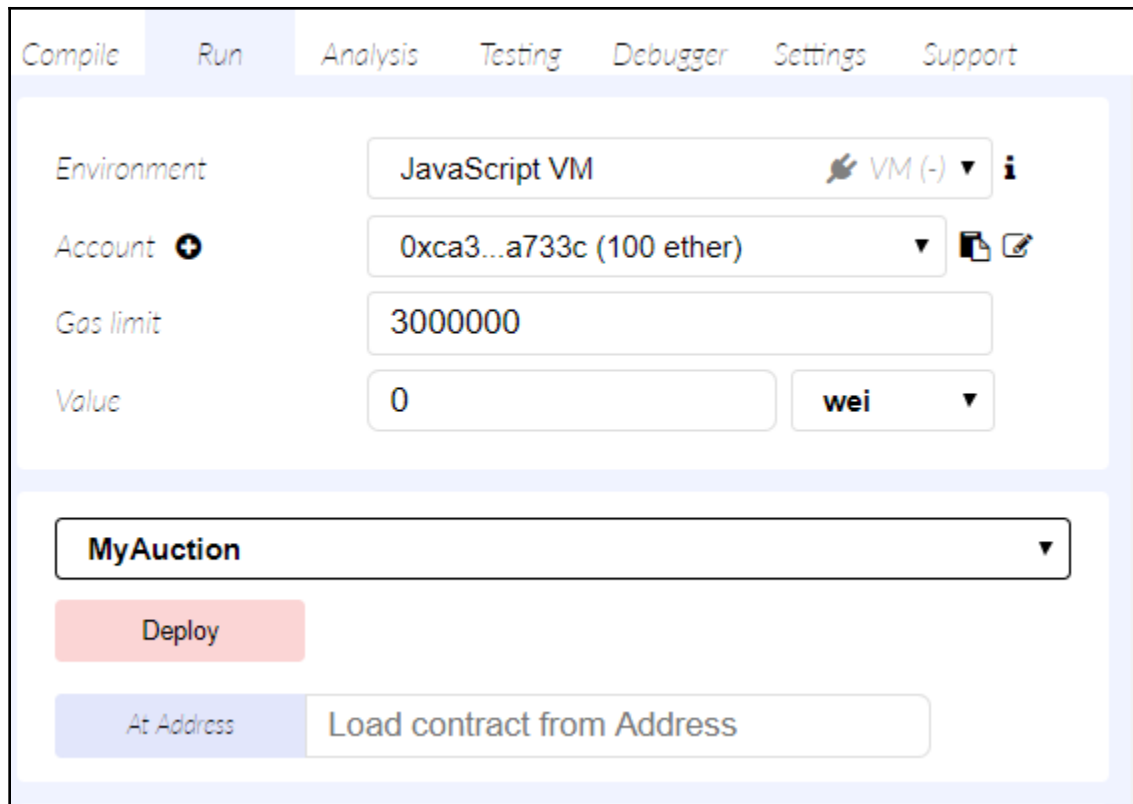 Compile Run Analysis Testing Debugger Settings Support
Environment JavaScript VM VM (-) i
Account 0xca3...a733c (100 ether)
Gas limit 3000000
Value 0 wei
MyAuction
Deploy
At Address Load contract from Address